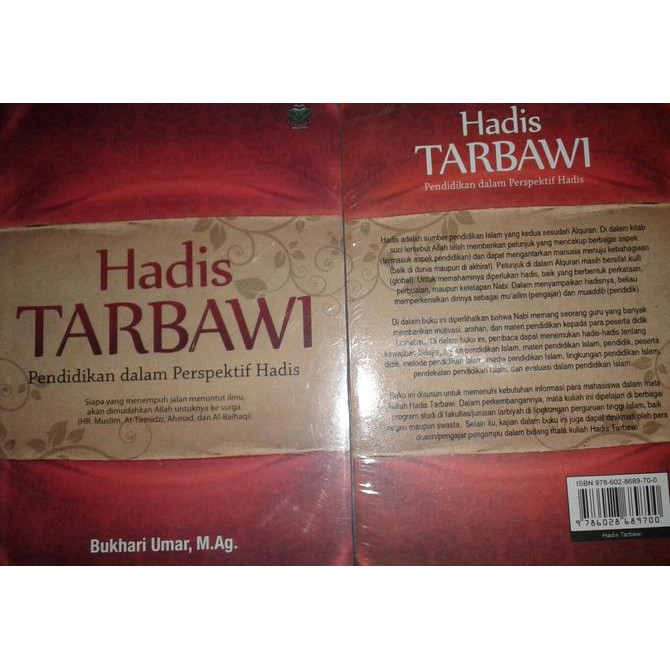 Hadis
TARBAWI
Pendidikan dalam Perspektif Hadis
Siapa yang menyempuh jalan menuntut ilmu,
akan dimudahkan Allah untuknya ke surga.
(HR. Muslim, At-Tirmidzi, Ahmad, dan Al-Baihaqi)
Bukhari Umar, M.Ag.
Hadis
TARBAWI
Pendidikan dalam Perspektif Hadis
Hadis adalah sumber pendidikan Islam yang kedua sesudah Alquran. Di dalam kitab
suci tersebut Allah telah memberikan petunjuk yang mencakup berbagai aspek
(termasuk aspek pendidikan) dan dapat mengantarkan manusia menuju kebahagiaan
(baik di dunia maupun di akhirat). Petunjuk di dalam Alquran masih bersifat kulli
(global). Untuk memahaminya diperlukan hadis, baik yang berbentuk perkataan,
perbuatan, maupun ketetapan Nabi. Dalam menyampaikan hadisnya, beliau
memperkenalkan dirinya sebagai mu'allim (pengajar) dan muaddib (pendidik).
Di dalam buku ini diperlihatkan bahwa Nabi memang seorang guru yang banyak
memberikan motivasi, arahan, dan materi pendidikan kepada para peserta didik
Di dalam buku ini, pembaca dapat menemukan hadis-hadis tentang
kewajiban belajar, pendidikan Islam, materi pendidikan, pendidik, peserta
didik, metode pendidikan Islam, media pendidikan Islam, lingkungan pendidikan Islam,
pendekatan pendidikan Islam, dan evaluasi dalam pendidikan Islam.
Buku ini disusun untuk memenuhi kebutuhan informasi para mahasiswa dalam mata
kuliah Hadis Tarbawi. Dalam perkembangannya, mata kuliah ini dipelajari di berbagai
program studi di fakultas/jurusan tarbiyah di lingkungan perguruan tinggi Islam, baik
negeri maupun swasta. Selain itu, kajian dalam buku ini juga dapat dinikmati oleh para
dosen/pengajar pengampu dalam bidang mata kuliah Hadis Tarbawi.
ISBN 978-602-8689-70-0
9 786028 689700
Hadis Tarbawi